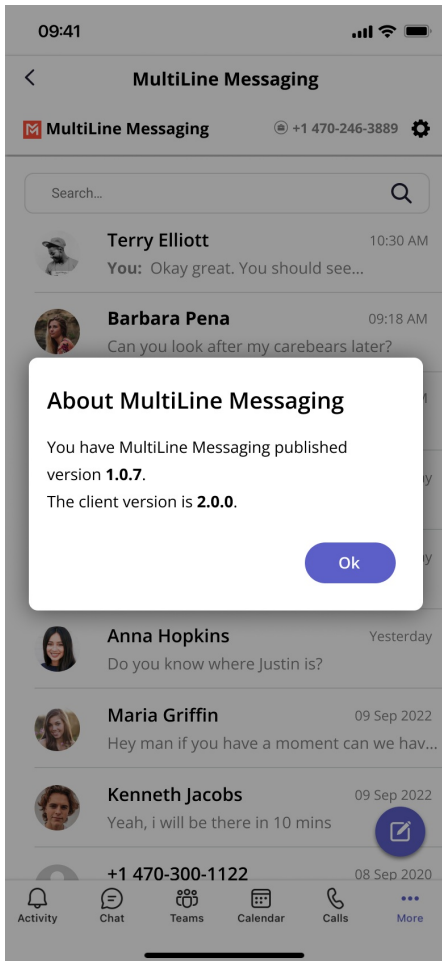 09:41
MultiLine Messaging
MultiLine Messaging
+1 470-246-3889
Search...
Terry Elliott
10:30 AM
You: Okay great. You should see...
Barbara Pena
09:18 AM
Can you look after my carebears later?
About MultiLine Messaging
You have MultiLine Messaging published
version 1.0.7.
The client version is 2.0.0.
Ok
Anna Hopkins
Yesterday
Do you know where Justin is?
Maria Griffin
09 Sep 2022
Hey man if you have a moment can we hav...
Kenneth Jacobs
09 Sep 2022
Yeah, i will be there in 10 mins
+1 470-300-1122
08 Sep 2020
Activity
Chat
Teams
Calendar
Calls
More